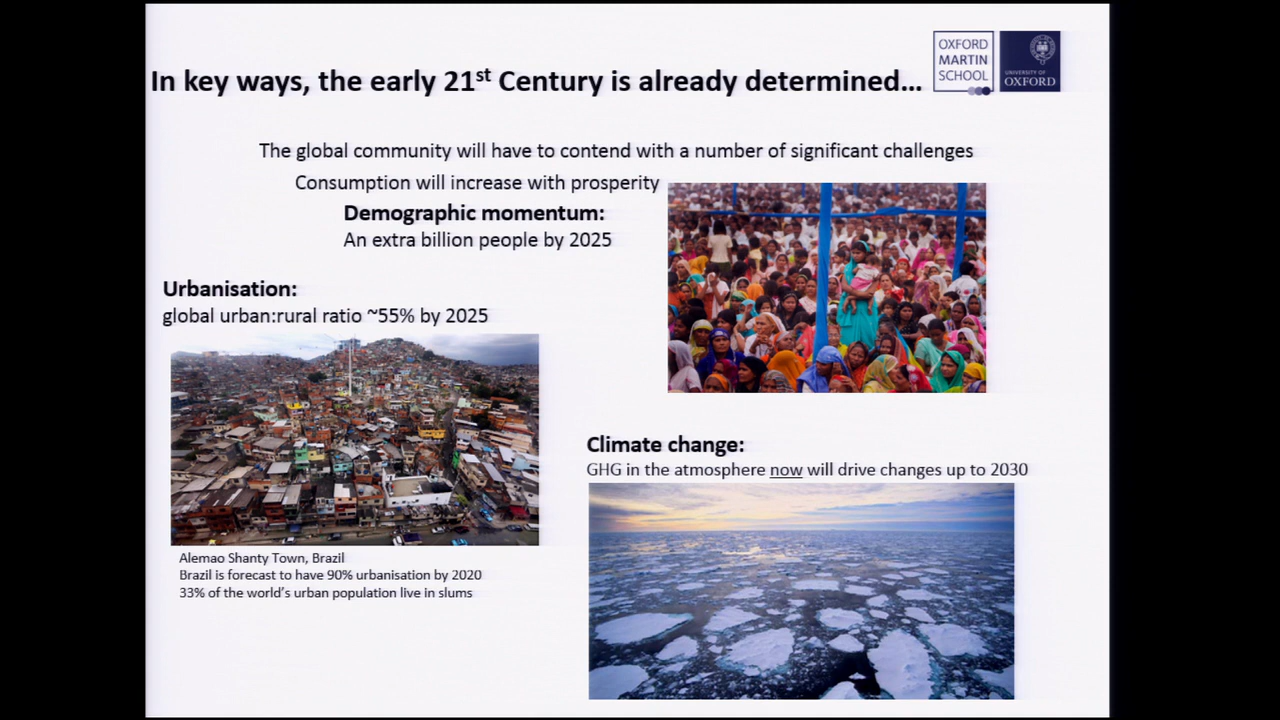 In key ways, the early 21st Century is already determined...
OXFORD
MARTIN
SCHOOL
UNIVERSITY OF
OXFORD
The global community will have to contend with a number of significant challenges
Consumption will increase with prosperity
Demographic momentum:
An extra billion people by 2025
Urbanisation:
global urban:rural ratio ~55% by 2025
Climate change:
GHG in the atmosphere now will drive changes up to 2030
Alemao Shanty Town, Brazil
Brazil is forecast to have 90% urbanisation by 2020
33% of the world's urban population live in slums